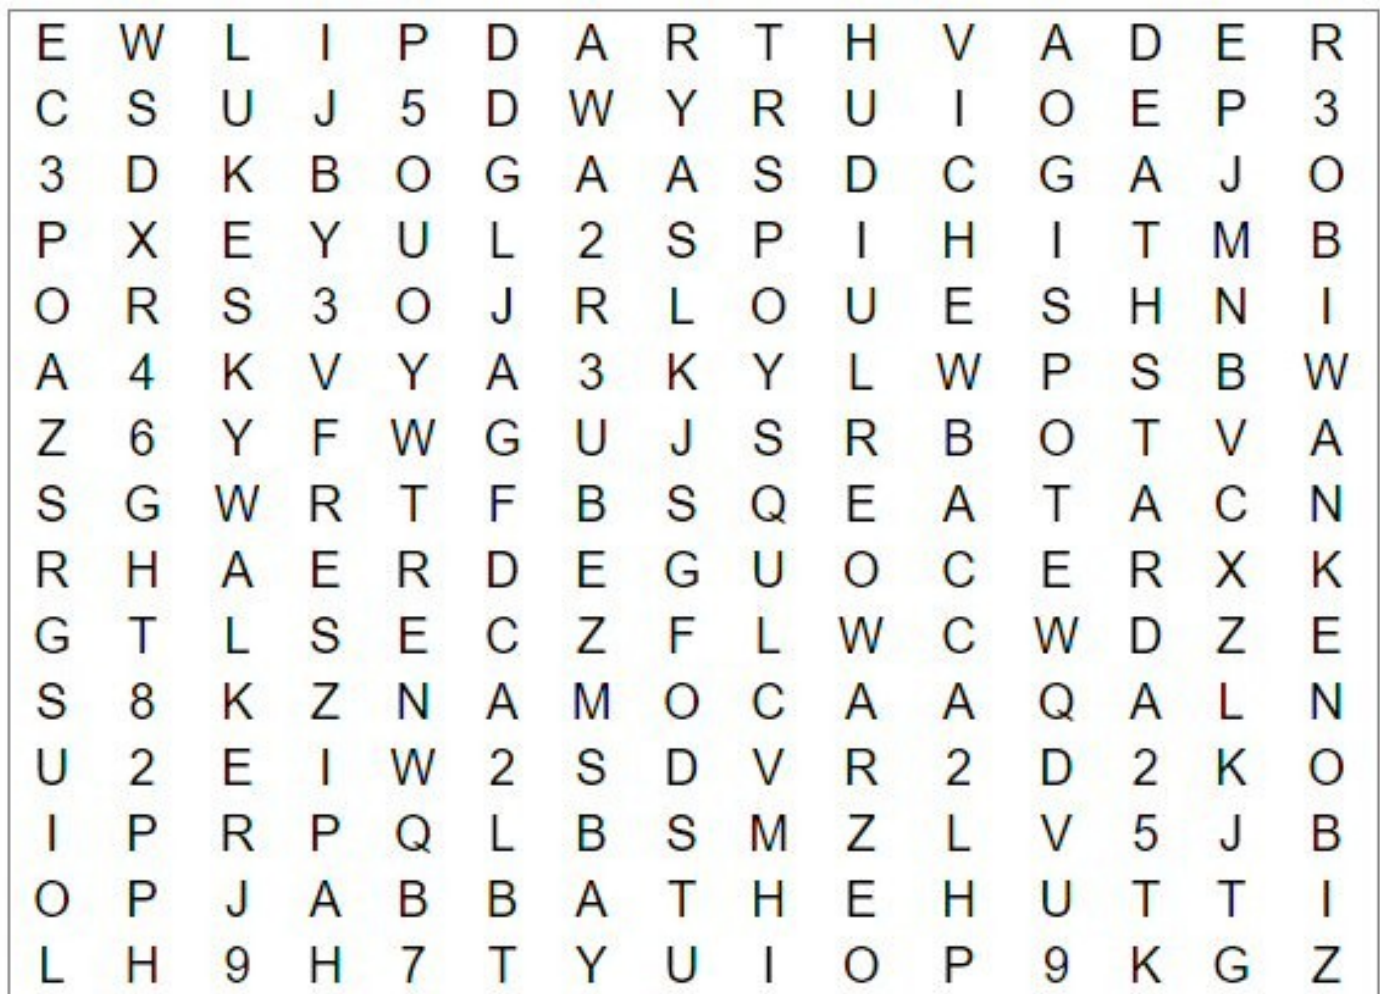 E W L I P D A R T H V A D E R
C S U J 5 D W Y R U I O E P 3
3 D K B O G A A S D C G A J O
P X E Y U L 2 S P I H I T M B
O R S 3 O J R L O U E S H N I
A 4 K V Y A 3 K Y L W P S B W
Z 6 Y F W G U J S R B O T V A
S G W R T F B S Q E A T A C N
R H A E R D E G U O C E R X K
G T L S E C Z F L W C W D Z E
S 8 K Z N A M O C A A Q A L N
U 2 E I W 2 S D V R 2 D 2 K O
I P R P Q L B S M Z L V 5 J B
O P J A B B A T H E H U T T I
L H 9 H 7 T Y U I O P 9 K G Z